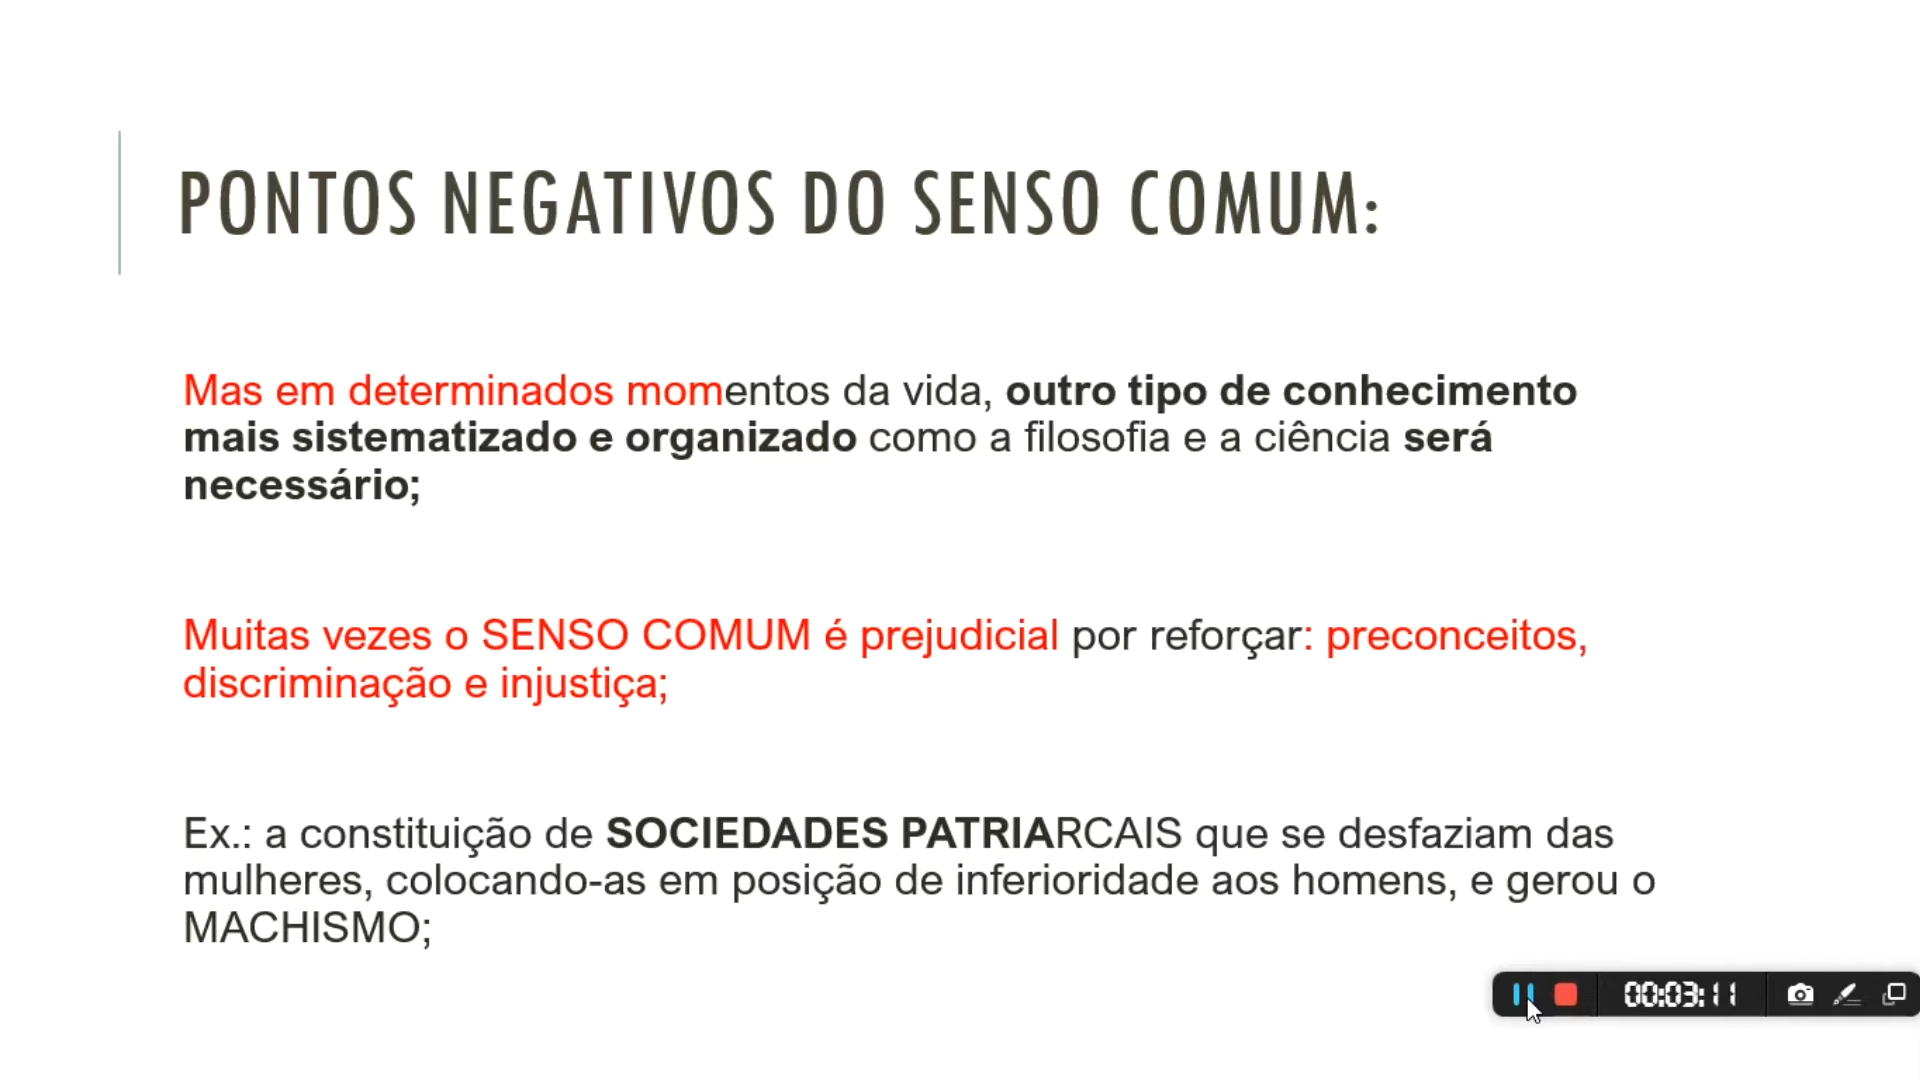 PONTOS NEGATIVOS DO SENSO COMUM:
Mas em determinados momentos da vida, outro tipo de conhecimento
mais sistematizado e organizado como a filosofia e a ciência será
necessário;
Muitas vezes o SENSO COMUM é prejudicial por reforçar: preconceitos,
discriminação e injustiça;
Ex.: a constituição de SOCIEDADES PATRIARCAIS que se desfaziam das
mulheres, colocando-as em posição de inferioridade aos homens, e gerou o
MACHISMO;
00:03:11